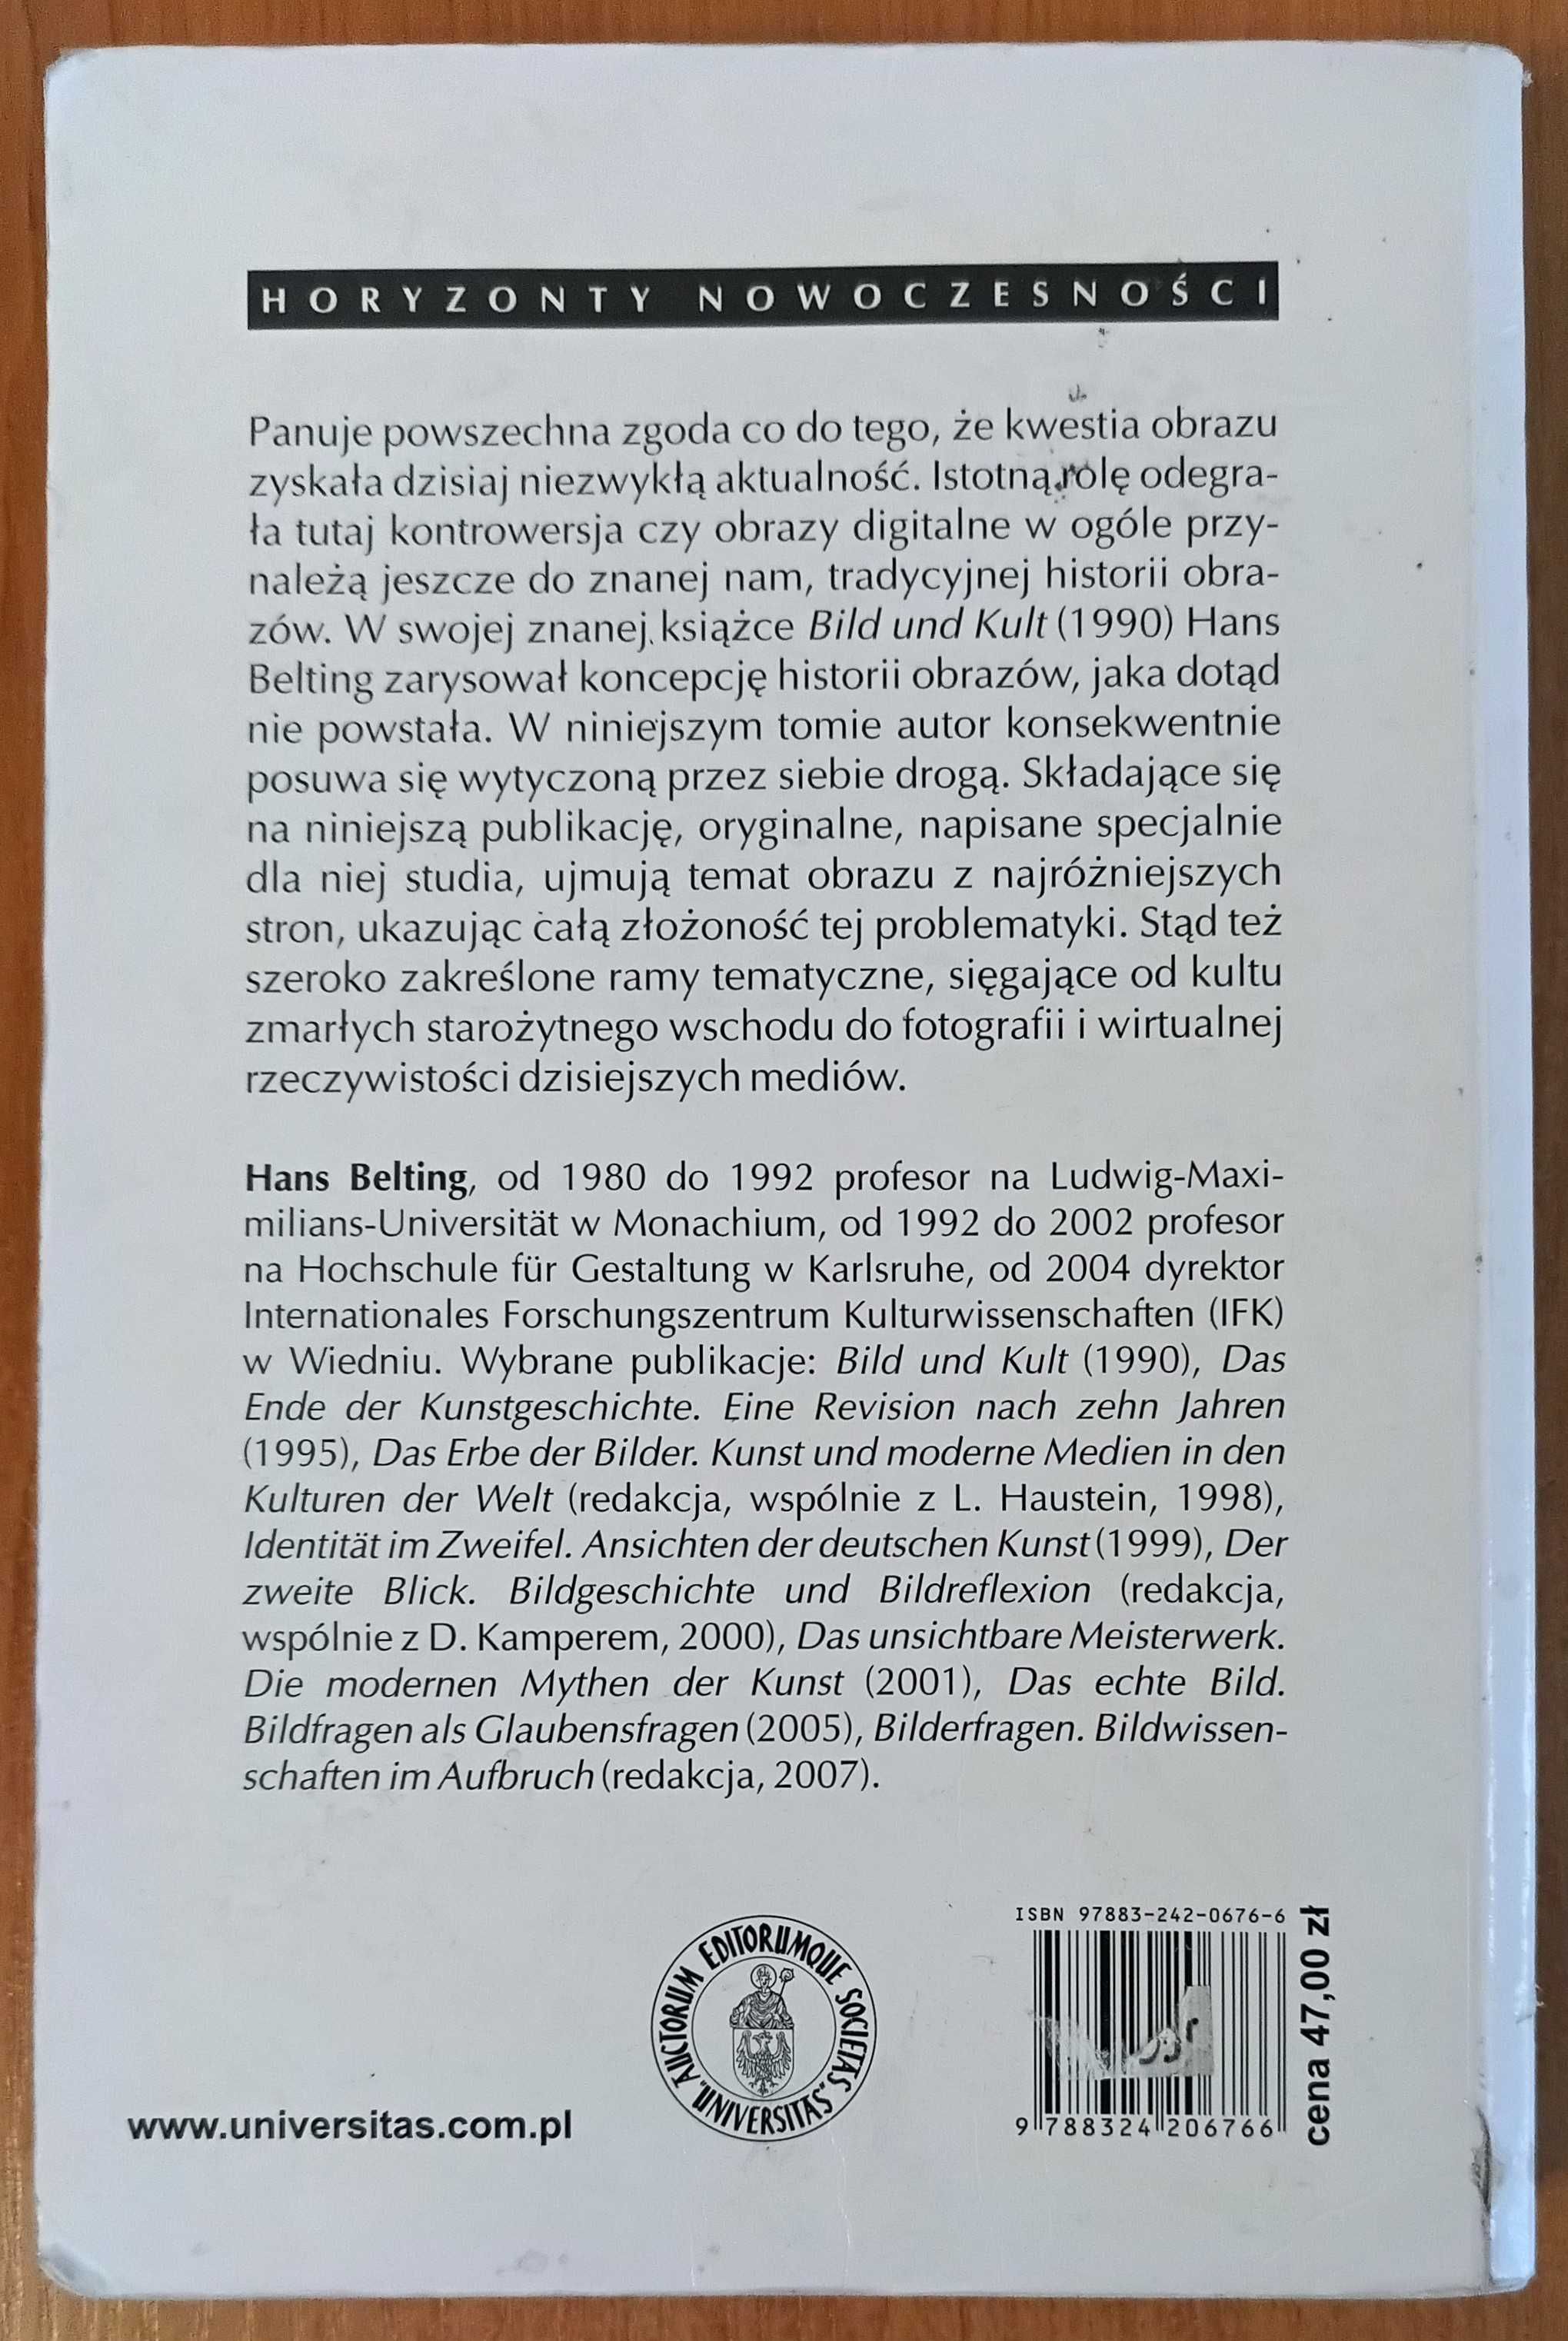 HORYZONTY NOWOCZESNOŚCI
Panuje powszechna zgoda co do tego, że kwestia obrazu
zyskała dzisiaj niezwykłą aktualność. Istotną rolę odegra-
ła tutaj kontrowersja czy obrazy digitalne w ogóle przy-
należą jeszcze do znanej nam, tradycyjnej historii obra-
zów. W swojej znanej książce Bild und Kult (1990) Hans
Belting zarysował koncepcję historii obrazów, jaka dotąd
nie powstała. W niniejszym tomie autor konsekwentnie
posuwa się wytyczoną przez siebie drogą. Składające się
na niniejszą publikację, oryginalne, napisane specjalnie
dla niej studia, ujmują temat obrazu z najróżniejszych
stron, ukazując całą złożoność tej problematyki. Stąd też
szeroko zakreślone ramy tematyczne, sięgające od kultu
zmarłych starożytnego wschodu do fotografii i wirtualnej
rzeczywistości dzisiejszych mediów.
Hans Belting, od 1980 do 1992 profesor na Ludwig-Maxi-
milians-Universität w Monachium, od 1992 do 2002 profesor
na Hochschule für Gestaltung w Karlsruhe, od 2004 dyrektor
Internationales Forschungszentrum Kulturwissenschaften (IFK)
w Wiedniu. Wybrane publikacje: Bild und Kult (1990), Das
Ende der Kunstgeschichte. Eine Revision nach zehn Jahren
(1995), Das Erbe der Bilder. Kunst und moderne Medien in den
Kulturen der Welt (redakcja, wspólnie z L. Haustein, 1998),
Identität im Zweifel. Ansichten der deutschen Kunst (1999), Der
zweite Blick. Bildgeschichte und Bildreflexion (redakcja,
wspólnie z D. Kamperem, 2000), Das unsichtbare Meisterwerk.
Die modernen Mythen der Kunst (2001), Das echte Bild.
Bildfragen als Glaubensfragen (2005), Bilderfragen. Bildwissen-
schaften im Aufbruch (redakcja, 2007).
www.universitas.com.pl
AUCTORUM EDITORUMQUE SOCIETAS
"UNIVERSITAS"
ISBN 97883-242-0676-6
9 788324 206766
cena 47,00 zł